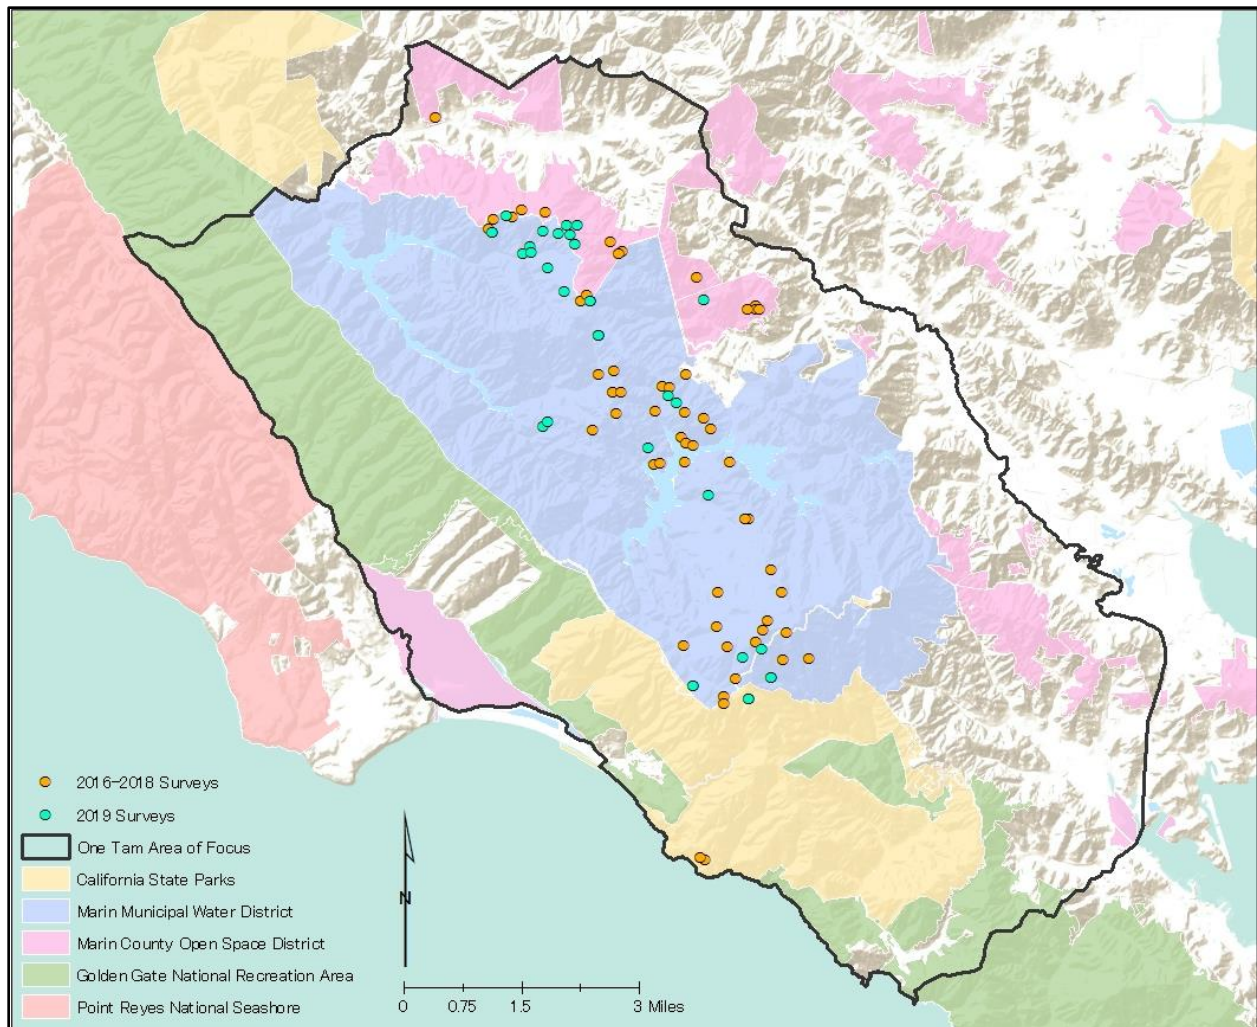 2016-2018 Surveys
2019 Surveys
One Tam Area of Focus
California State Parks
Marin Municipal Water District
Marin County Open Space District
Golden Gate National Recreation Area
Point Reyes National Seashore
N
0 0.75 1.5 3 Miles